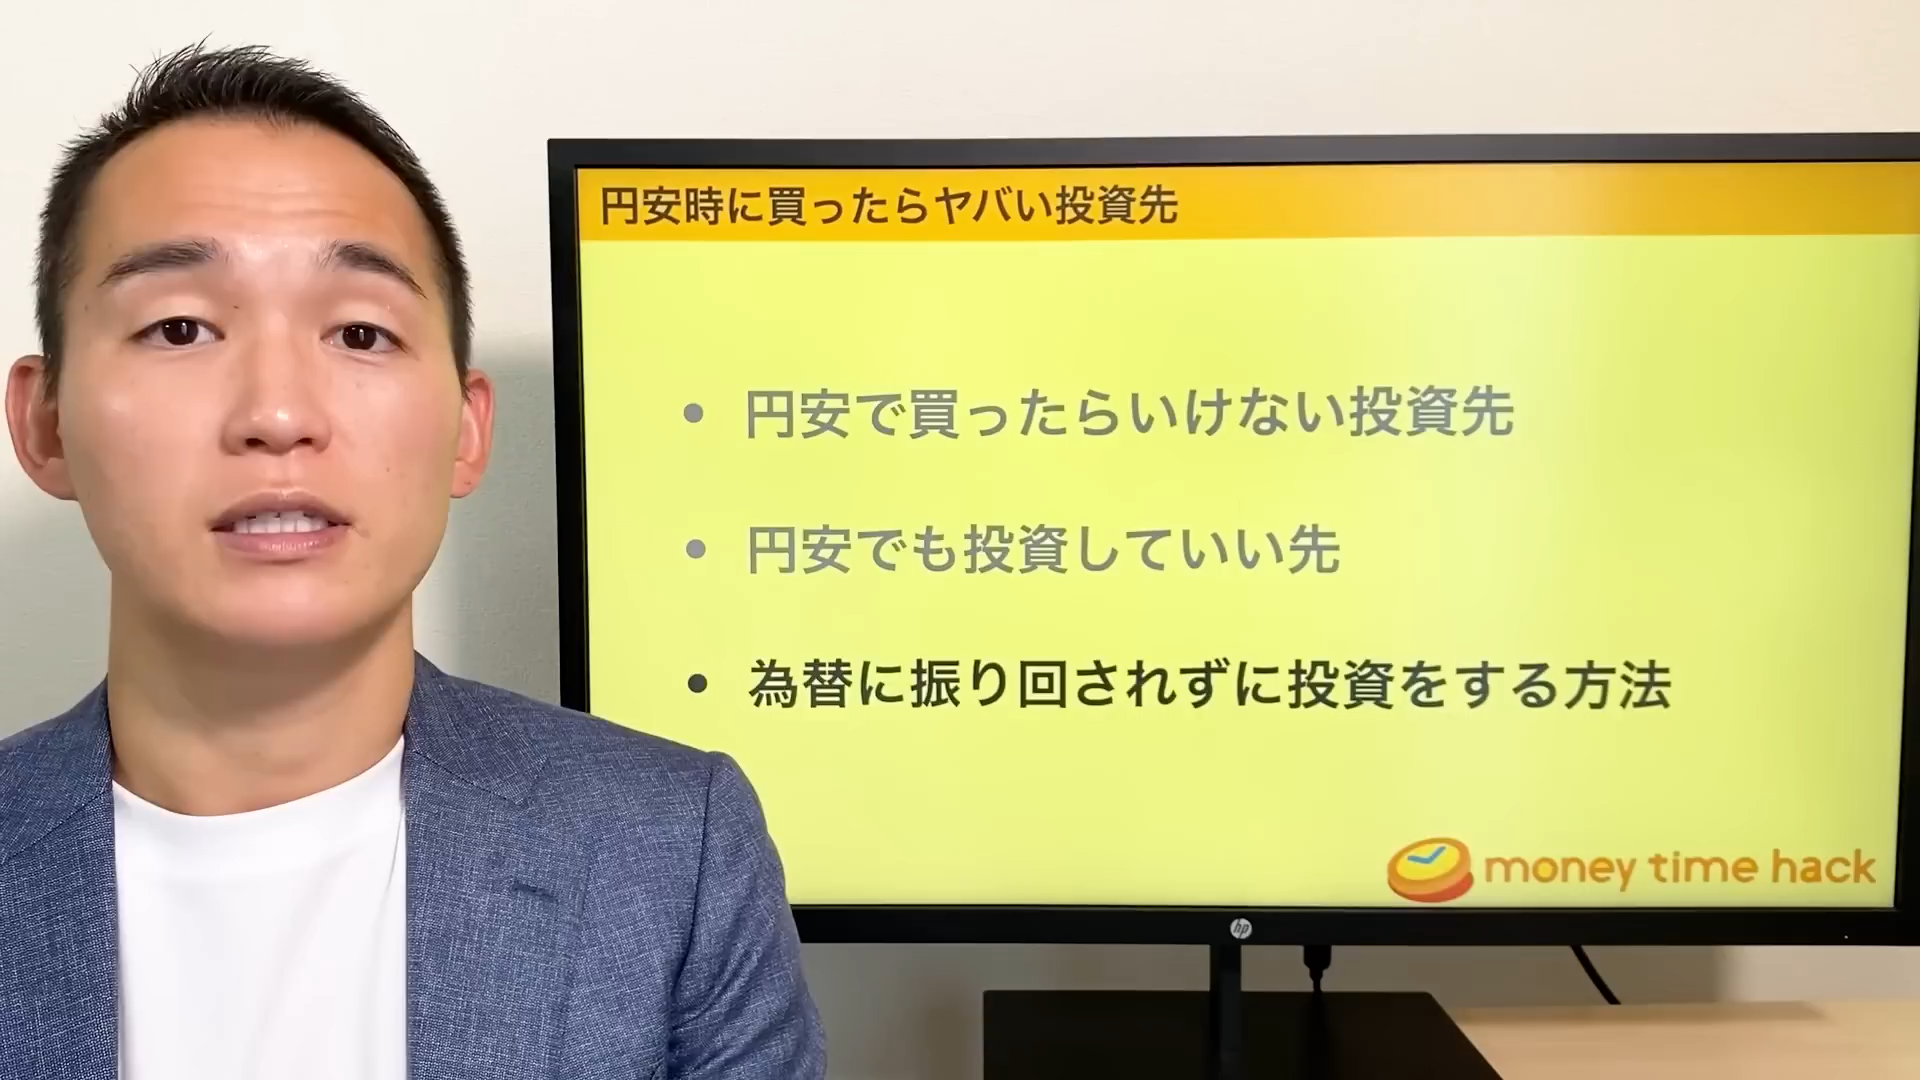 円安時に買ったらヤバい投資先
• 円安で買ったらいけない投資先
• 円安でも投資していい先
• 為替に振り回されずに投資をする方法
money time hack
hp